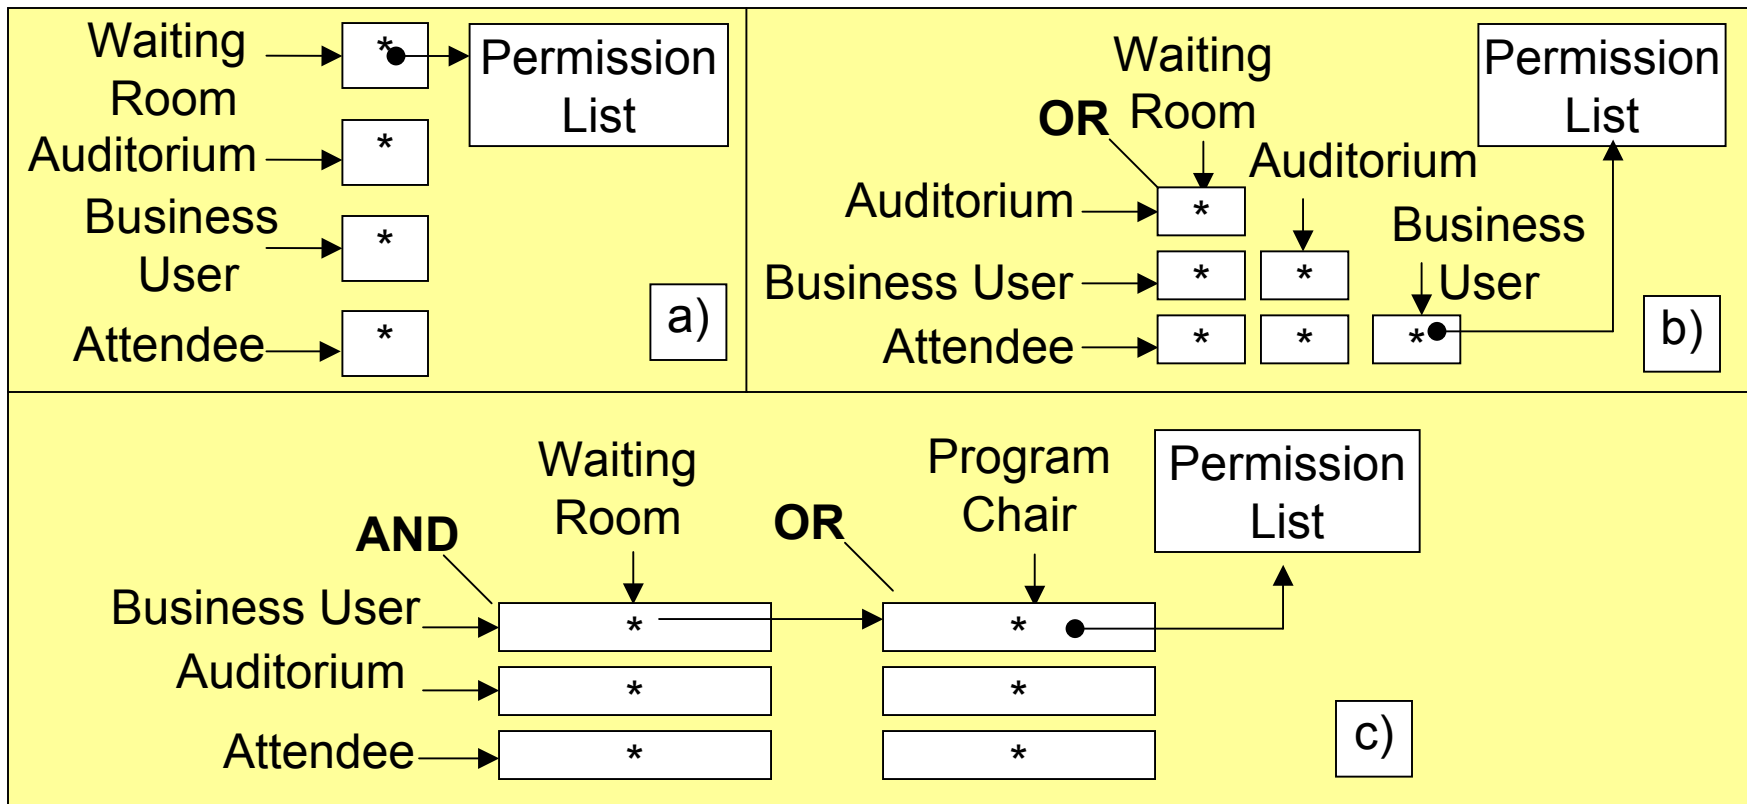 Waiting
Room
*
Permission
List
Auditorium
*
Business
User
*
Attendee
*
a)
Waiting
Room
OR
Permission
List
Auditorium
Auditorium
*
Business
User
Business User
* *
Attendee
* * *
b)
Waiting
Room
AND
Program
Chair
OR
Permission
List
Business User
* *
Auditorium
* *
Attendee
* *
c)